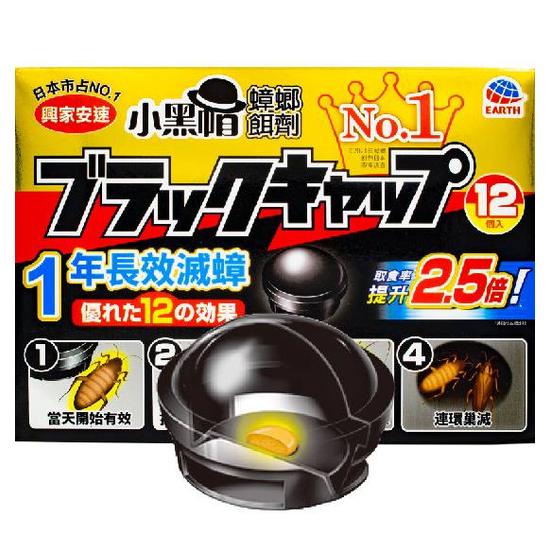 日本市占NO.1
興家安速
小黑帽
蟑螂
餌劑
No.1
EARTH
ブラックキャップ
12
個入
1年長效滅蟑
優れた12の効果
取食率
提升2.5倍!
1
當天開始有效
2
4
連環巢滅